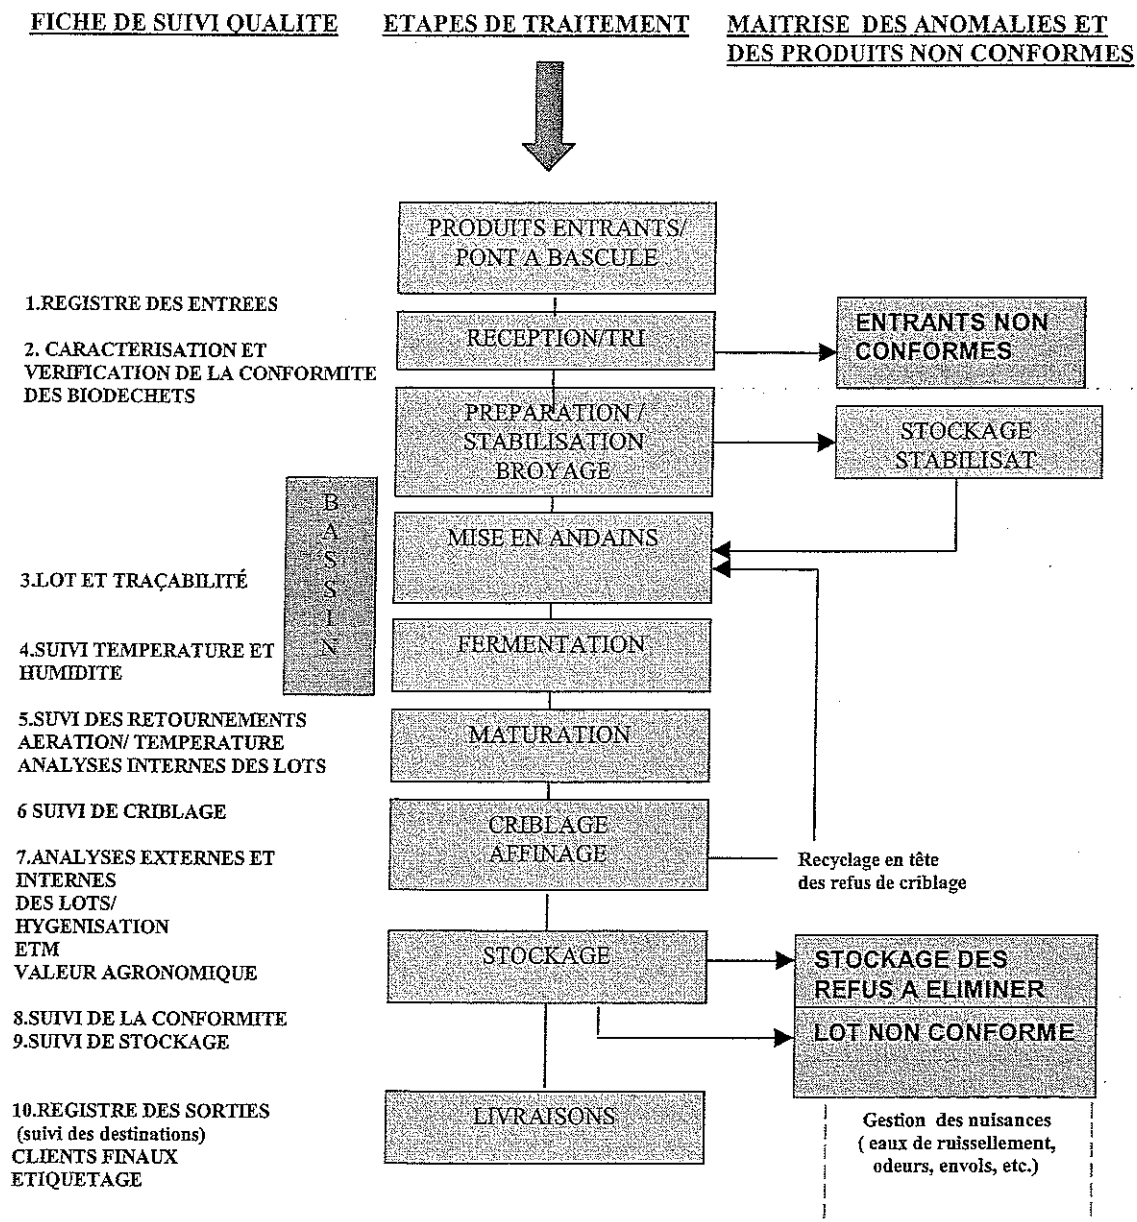 FICHE DE SUIVI QUALITE
ETAPES DE TRAITEMENT
MAITRISE DES ANOMALIES ET
DES PRODUITS NON CONFORMES
PRODUITS ENTRANTS/
PONT A BASCULE
1.REGISTRE DES ENTREES
RECEPTION/TRI
ENTRANTS NON
CONFORMES
2. CARACTERISATION ET
VERIFICATION DE LA CONFORMITE
DES BIODECHETS
PREPARATION /
STABILISATION
BROYAGE
STOCKAGE
STABILISAT
B
A
S
S
I
N
MISE EN ANDAINS
3.LOT ET TRAÇABILITÉ
4.SUIVI TEMPERATURE ET
HUMIDITE
FERMENTATION
5.SUVI DES RETOURNEMENTS
AERATION/ TEMPERATURE
ANALYSES INTERNES DES LOTS
MATURATION
6 SUIVI DE CRIBLAGE
CRIBLAGE
AFFINAGE
Recyclage en tête
des refus de criblage
7.ANALYSES EXTERNES ET
INTERNES
DES LOTS/
HYGENISATION
ETM
VALEUR AGRONOMIQUE
STOCKAGE
STOCKAGE DES
REFUS A ELIMINER
LOT NON CONFORME
8.SUIVI DE LA CONFORMITE
9.SUIVI DE STOCKAGE
10.REGISTRE DES SORTIES
(suivi des destinations)
CLIENTS FINAUX
ETIQUETAGE
LIVRAISONS
Gestion des nuisances
( eaux de ruissellement,
odeurs, envols, etc.)